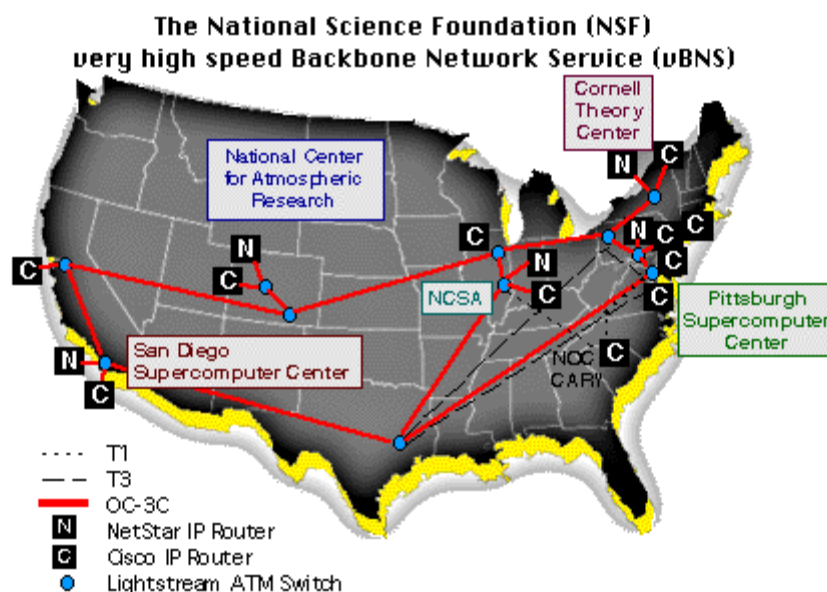 The National Science Foundation (NSF)
very high speed Backbone Network Service (vBNS)
Cornell
Theory
Center
National Center
for Atmospheric
Research
N
C
N
C
N
C
C
C
N
C
N
C
C
C
NCSA
Pittsburgh
Supercomputer
Center
San Diego
Supercomputer Center
N
C
NOC
CARY
C
T1
T3
OC-3C
N NetStar IP Router
C Cisco IP Router
Lightstream ATM Switch